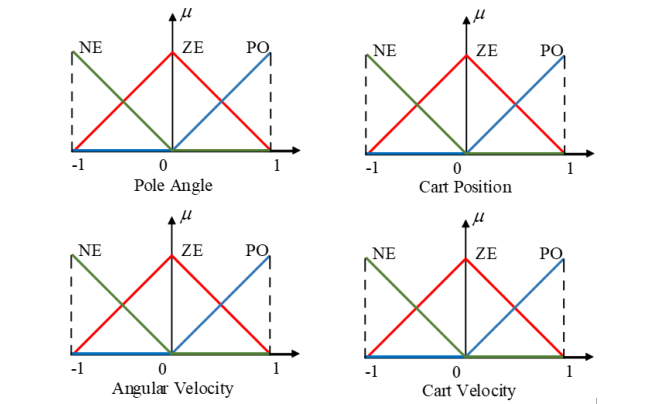 μ
NE ZE PO
-1 0 1
Pole Angle
μ
NE ZE PO
-1 0 1
Cart Position
μ
NE ZE PO
-1 0 1
Angular Velocity
μ
NE ZE PO
-1 0 1
Cart Velocity